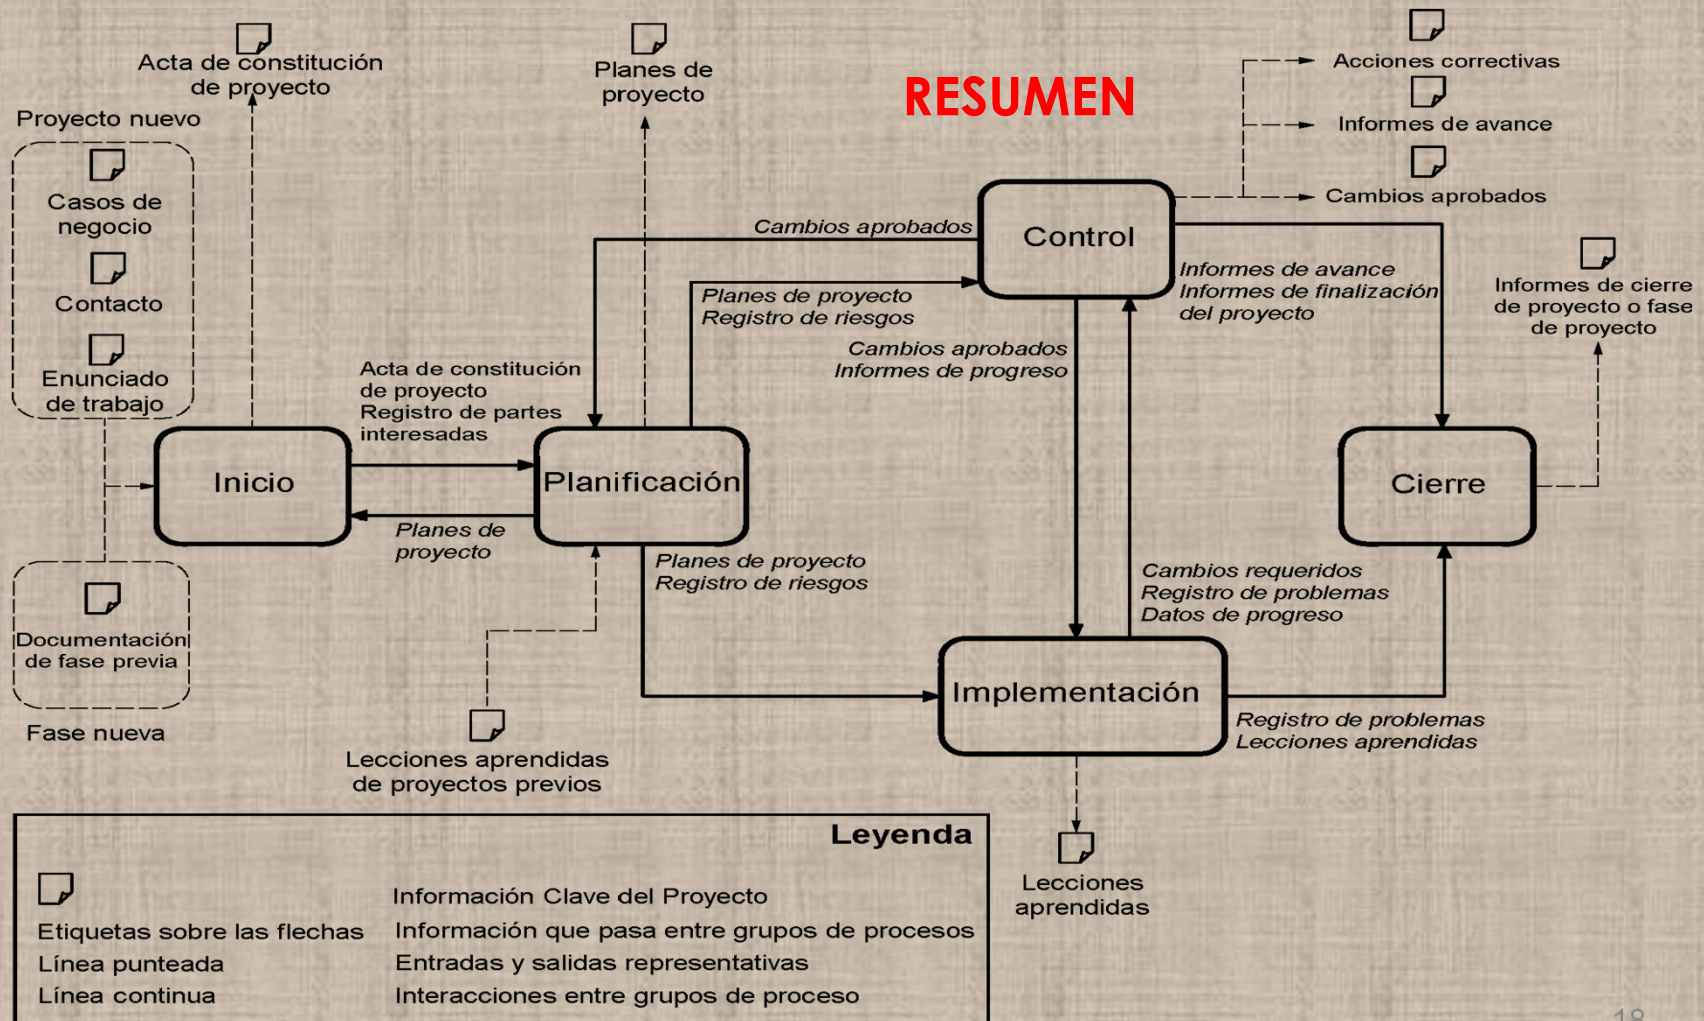 RESUMEN
Acta de constitución
de proyecto
Planes de
proyecto
Acciones correctivas
Informes de avance
Cambios aprobados
Proyecto nuevo
Casos de
negocio
Contacto
Enunciado
de trabajo
Cambios aprobados
Control
Planes de proyecto
Registro de riesgos
Informes de avance
Informes de finalización
del proyecto
Informes de cierre
de proyecto o fase
de proyecto
Cambios aprobados
Informes de progreso
Acta de constitución
de proyecto
Registro de partes
interesadas
Inicio
Planificación
Cierre
Planes de
proyecto
Planes de proyecto
Registro de riesgos
Cambios requeridos
Registro de problemas
Datos de progreso
Documentación
de fase previa
Fase nueva
Implementación
Registro de problemas
Lecciones aprendidas
Lecciones aprendidas
de proyectos previos
Lecciones
aprendidas
Leyenda
Información Clave del Proyecto
Etiquetas sobre las flechas Información que pasa entre grupos de procesos
Línea punteada Entradas y salidas representativas
Línea continua Interacciones entre grupos de proceso
18